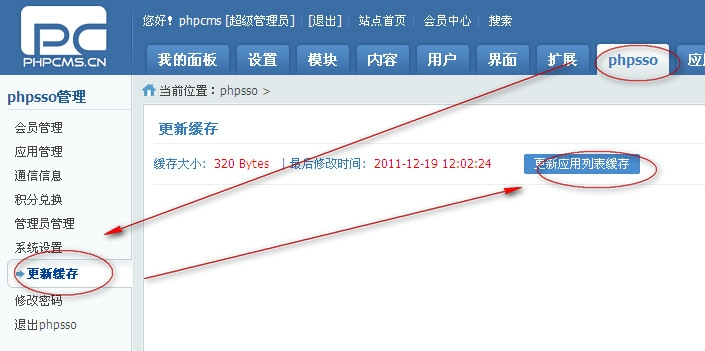 PC
PHPCMS.CN
您好! phpcms [超级管理员] | [退出] | 站点首页 | 会员中心 | 搜索
我的面板 设置 模块 内容 用户 界面 扩展 phpsso
phpsso管理
当前位置：phpsso >
会员管理
应用管理
通信信息
积分兑换
管理员管理
系统设置
更新缓存
修改密码
退出phpsso
更新缓存
缓存大小：320 Bytes | 最后修改时间：2011-12-19 12:02:24 更新应用列表缓存